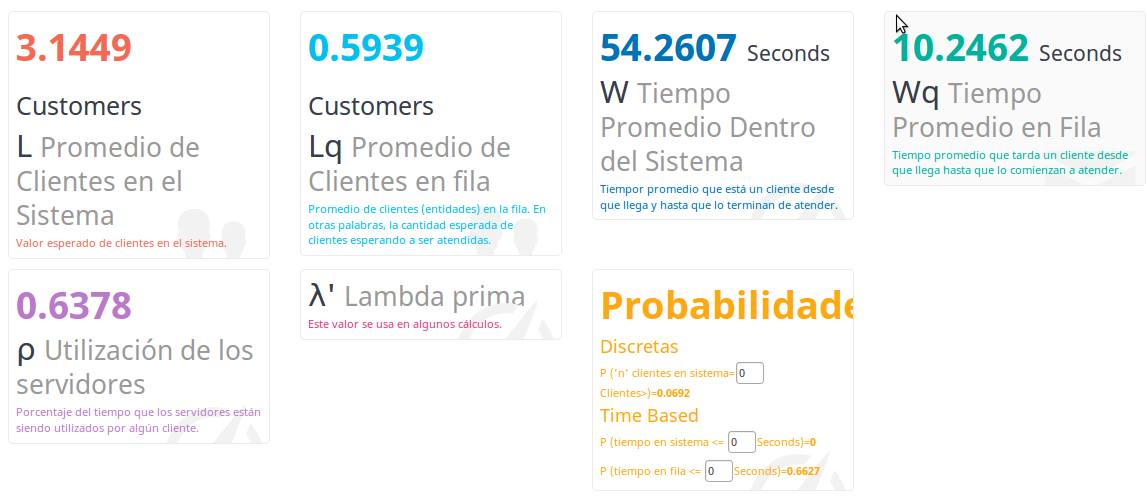 3.1449
Customers
L Promedio de
Clientes en el
Sistema
Valor esperado de clientes en el sistema.
0.5939
Customers
Lq Promedio de
Clientes en fila
Promedio de clientes (entidades) en la fila. En
otras palabras, la cantidad esperada de
clientes esperando a ser atendidas.
54.2607 Seconds
W Tiempo
Promedio Dentro
del Sistema
Tiempor promedio que está un cliente desde
que llega y hasta que lo terminan de atender.
10.2462 Seconds
Wq Tiempo
Promedio en Fila
Tiempo promedio que tarda un cliente desde
que llega hasta que lo comienzan a atender.
0.6378
ρ Utilización de los
servidores
Porcentaje del tiempo que los servidores están
siendo utilizados por algún cliente.
λ' Lambda prima
Este valor se usa en algunos cálculos.
Probabilidade
Discretas
P ('n' clientes en sistema= 0
Clientes>)=0.0692
Time Based
P (tiempo en sistema <= 0 Seconds)=0
P (tiempo en fila <= 0 Seconds)=0.6627